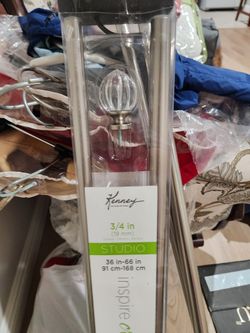 Kenney
3/4 in
(19 mm)
STUDIO
36 in-66 in
91 cm-168 cm
inspire